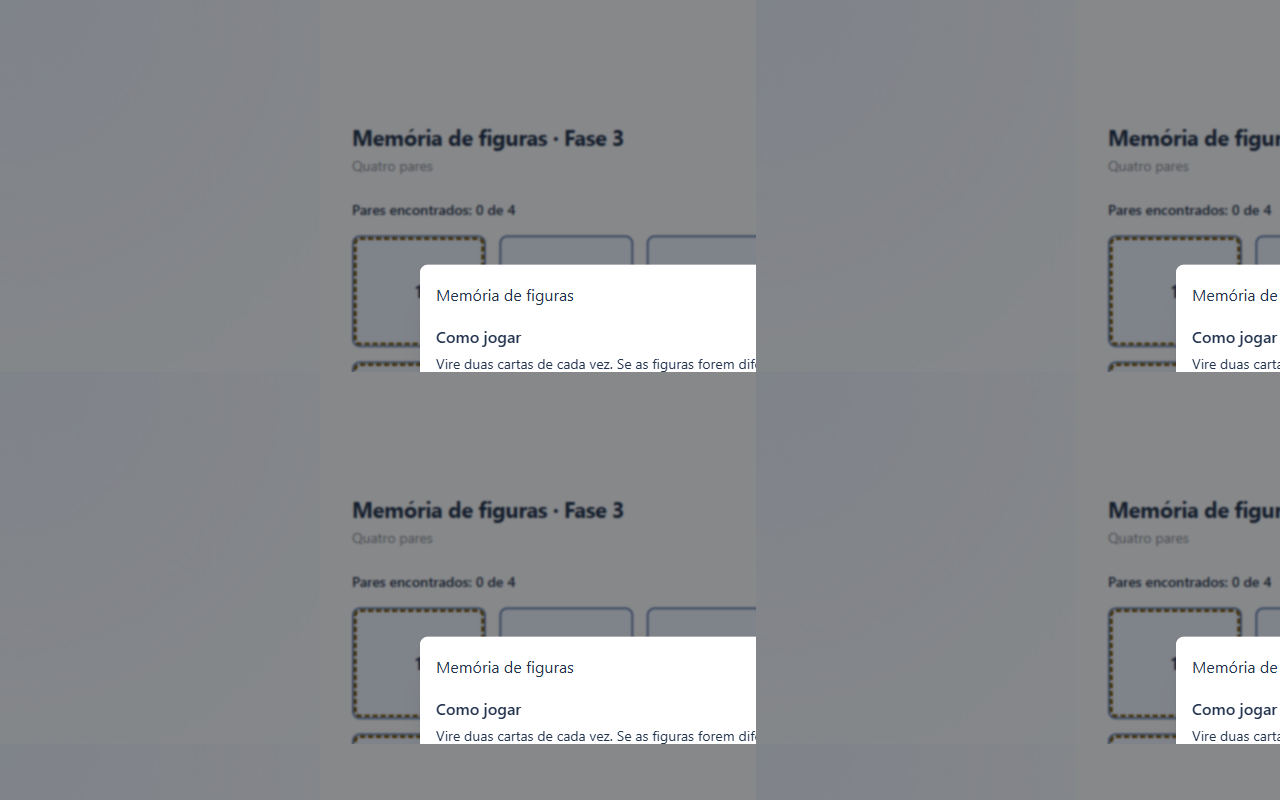 Memória de figuras · Fase 3
Quatro pares
Pares encontrados: 0 de 4
Memória de figuras
Como jogar
Vire duas cartas de cada vez. Se as figuras forem
Memória de
Quatro pares
Pares encontrados: 0 de 4
Memória de
Como jogar
Vire duas
Memória de figuras · Fase 3
Quatro pares
Pares encontrados: 0 de 4
Memória de figuras
Como jogar
Vire duas cartas de cada vez. Se as figuras forem
Memória de
Quatro pares
Pares encontrados: 0 de 4
Memória de
Como jogar
Vire duas